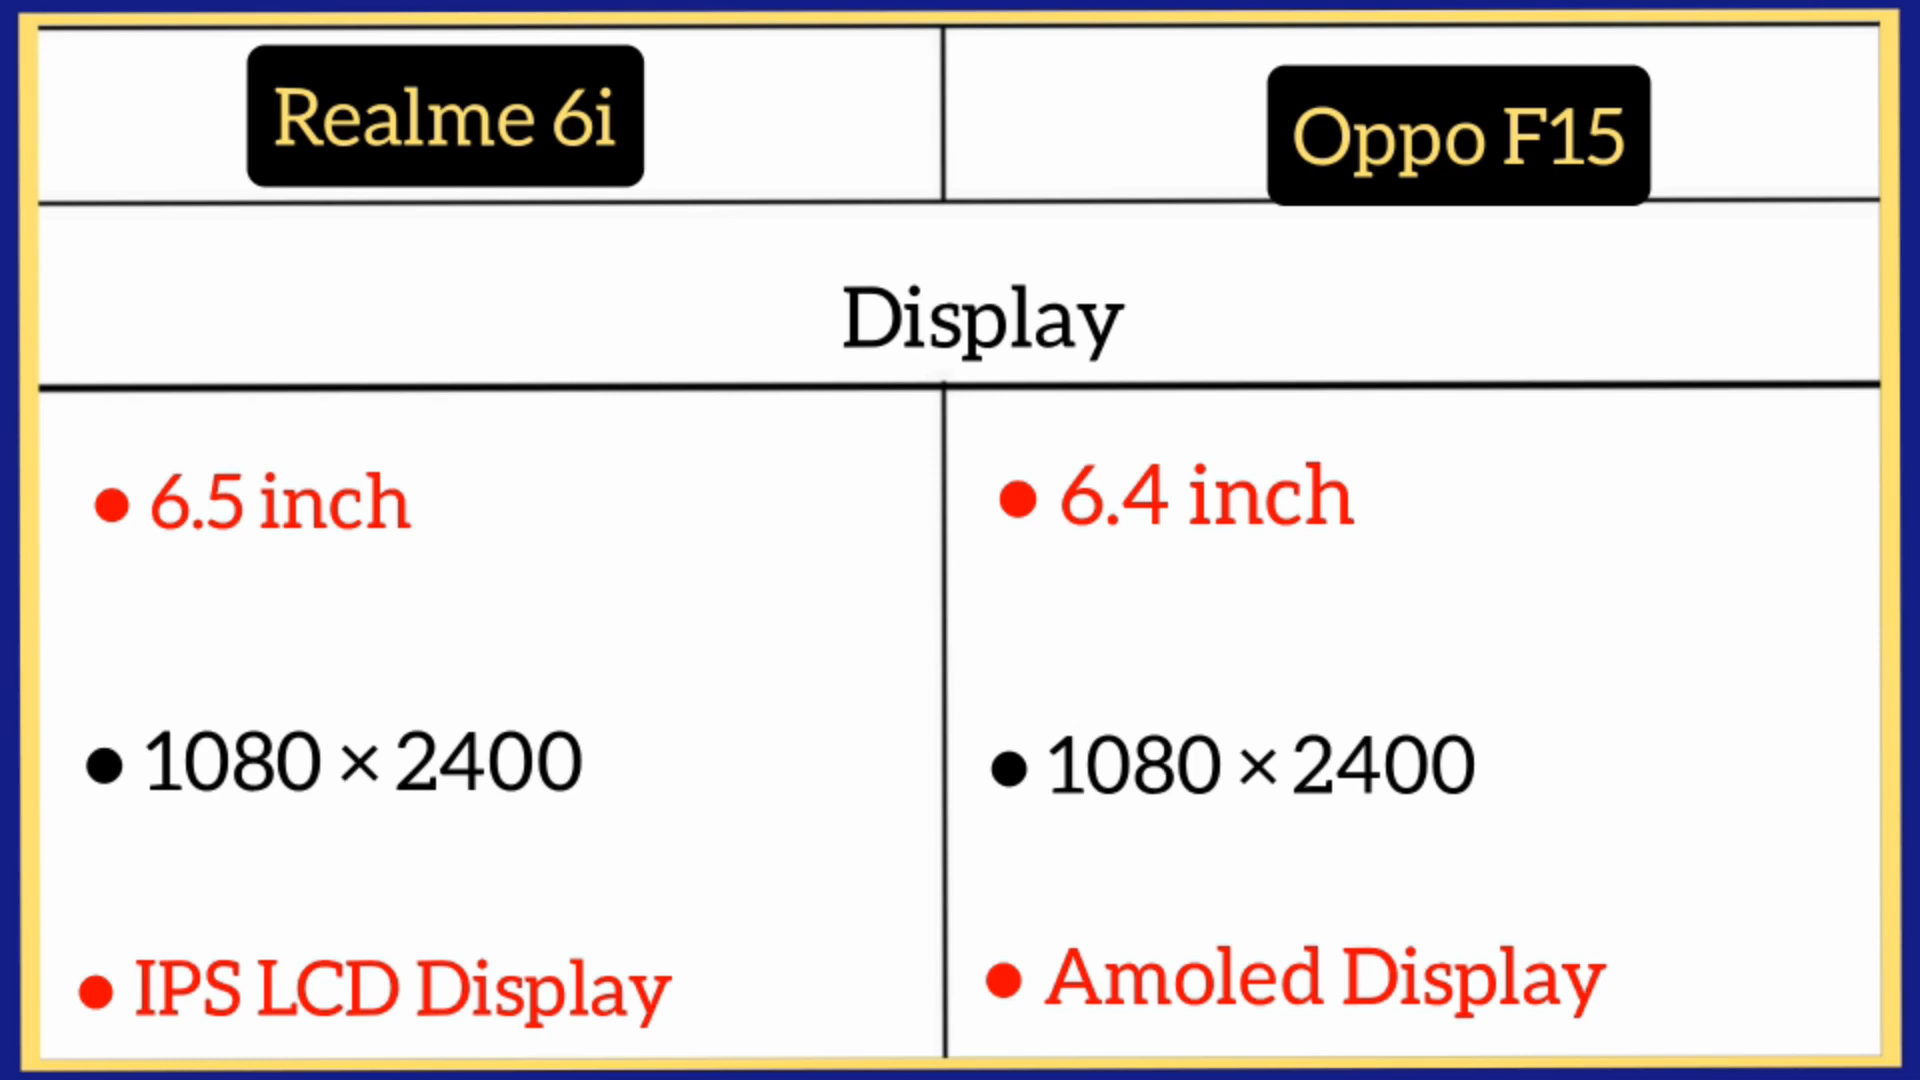 Realme 6i
Oppo F15
Display
• 6.5 inch
• 6.4 inch
• 1080 × 2400
• 1080 × 2400
• IPS LCD Display
• Amoled Display